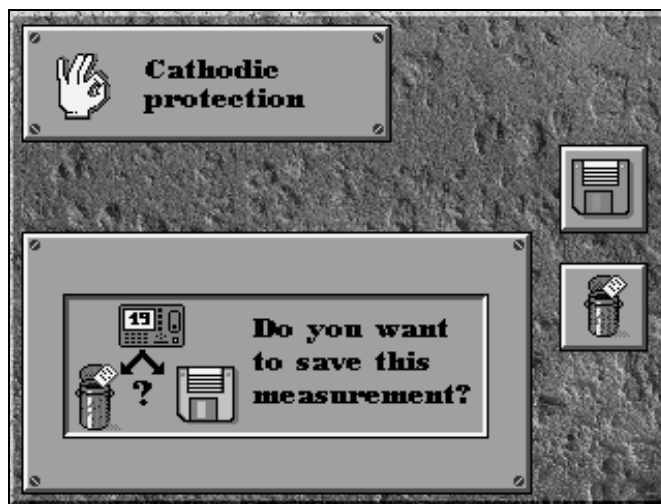 Cathodic
protection
19
Do you want
to save this
?
measurement?